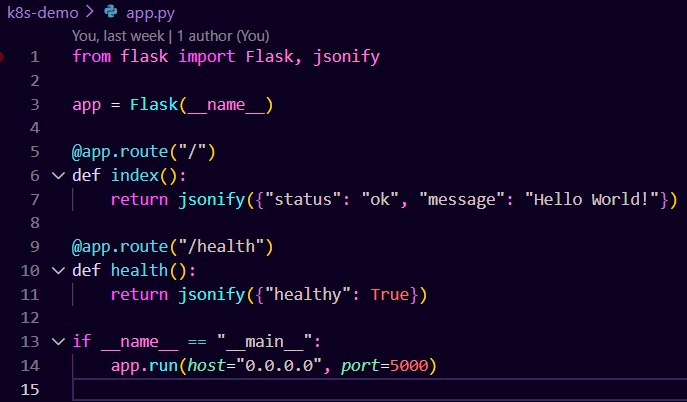 k8s-demo > app.py
You, last week | 1 author (You)
1 from flask import Flask, jsonify
2
3 app = Flask(__name__)
4
5 @app.route("/")
6 def index():
7     return jsonify({"status": "ok", "message": "Hello World!"})
8
9 @app.route("/health")
10 def health():
11     return jsonify({"healthy": True})
12
13 if __name__ == "__main__":
14     app.run(host="0.0.0.0", port=5000)
15